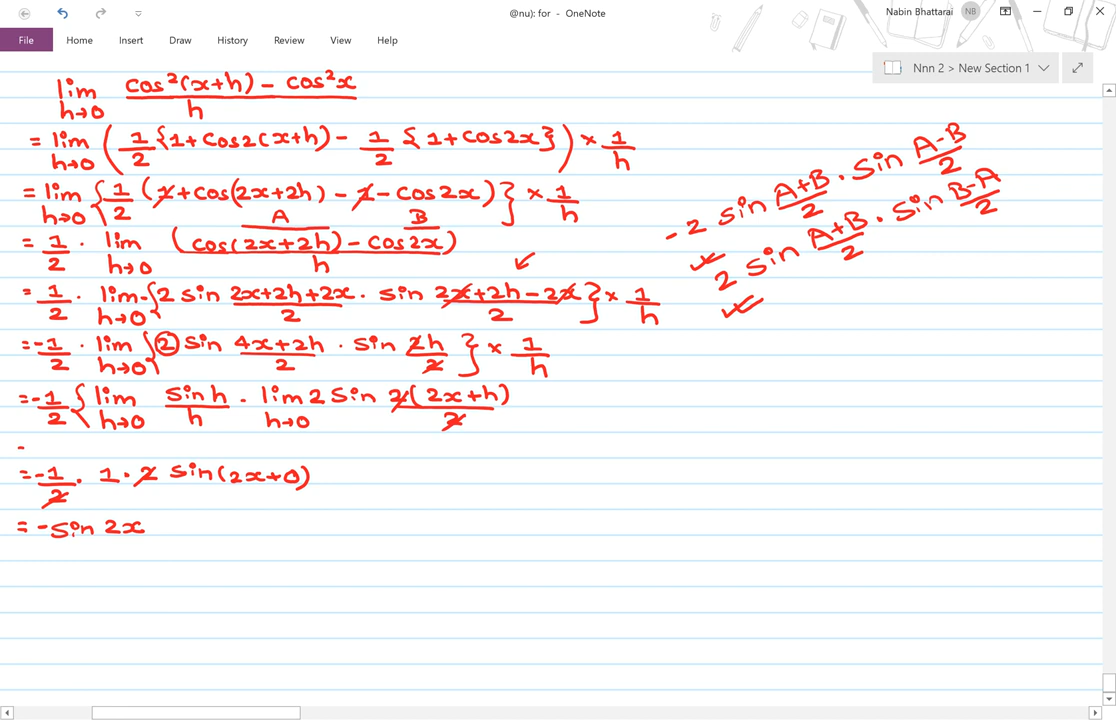 @nu): for - OneNote
Nabin Bhattarai NB
File Home Insert Draw History Review View Help
Nnn 2 > New Section 1
lim h→0 cos²(x+h) - cos²x / h
= lim h→0 (1/2 {1+cos2(x+h) - 1/2 {1+cos2x}) × 1/h
= lim h→0 {1/2 (1+cos(2x+2h) - 1 - cos2x)} × 1/h
A B
= 1/2 · lim h→0 (cos(2x+2h) - cos2x) / h
= 1/2 · lim h→0 -{2 sin 2x+2h+2x / 2 · sin 2x+2h-2x / 2} × 1/h
= -1/2 · lim h→0 {2 sin 4x+2h / 2 · sin 2h / 2} × 1/h
= -1/2 {lim h→0 sinh / h · lim h→0 2 sin 2(2x+h) / 2
-
= -1/2 · 1 · 2 sin(2x+0)
= -sin 2x
-2 sin A+B / 2 · sin A-B / 2
2 sin A+B / 2 · sin B-A / 2